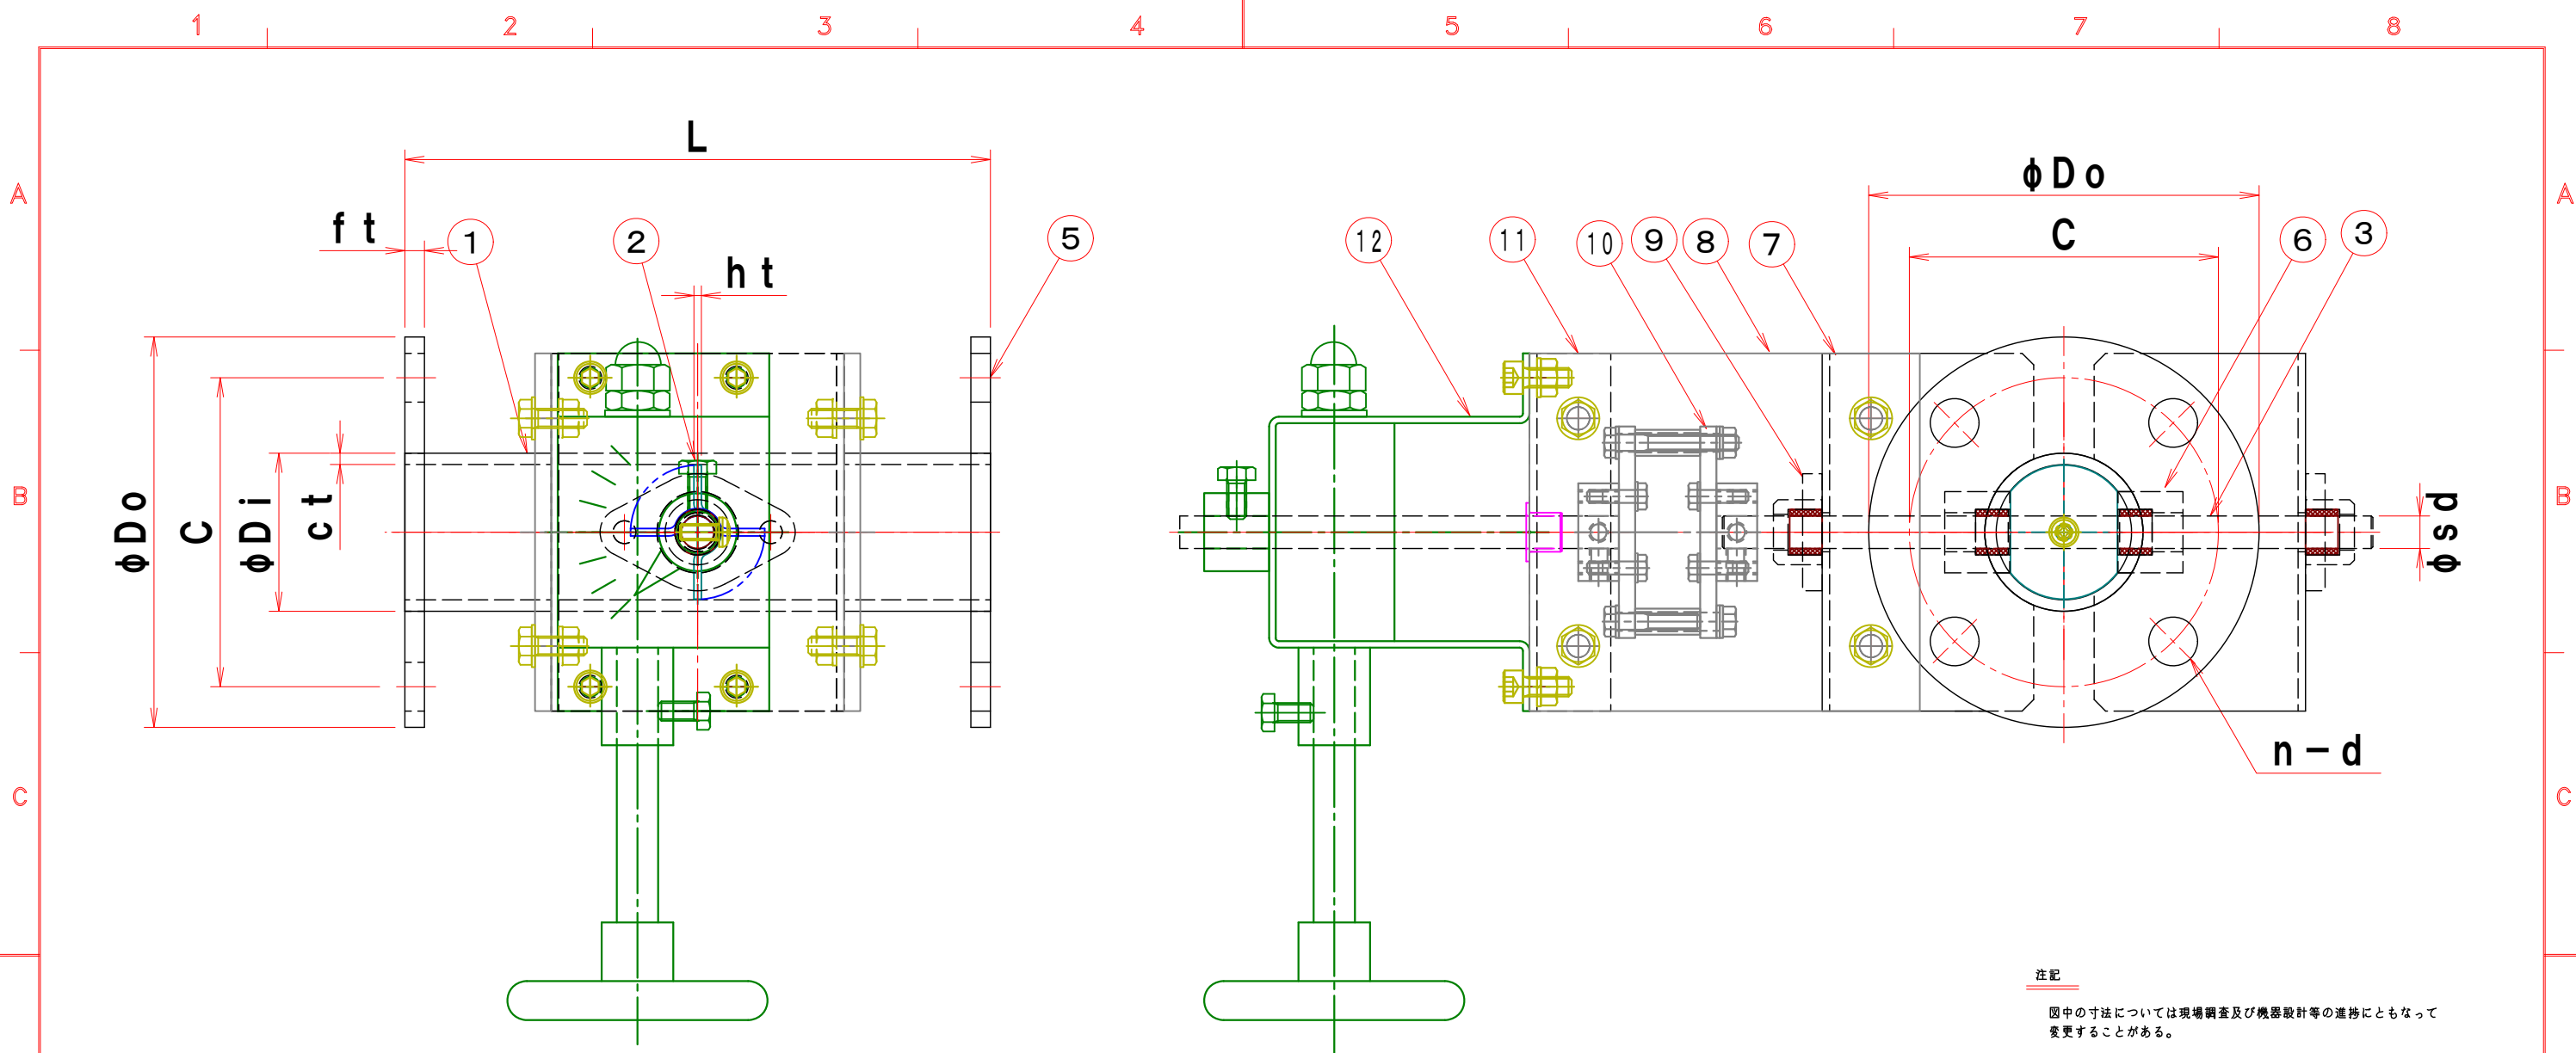 1 2 3 4 5 6 7 8
L
φDo
A A
ft 1 2 5 12 11 10 9 8 7 C 6 3
ht
B B
φDo C φDi ct φsd
n-d
C C
注記
図中の寸法については現場調査及び機器設計等の進捗にともなって
変更することがある。